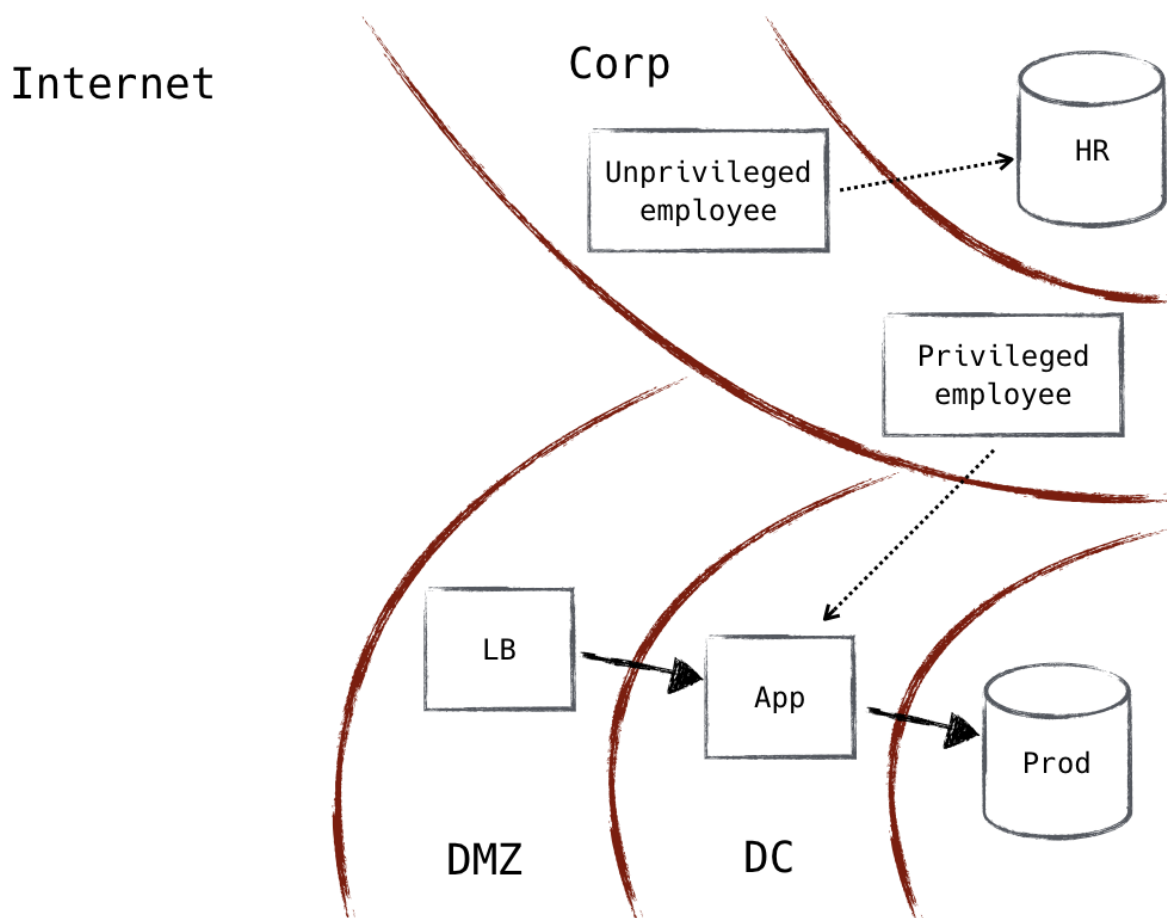 Internet
Corp
HR
Unprivileged
employee
Privileged
employee
LB
App
Prod
DMZ
DC